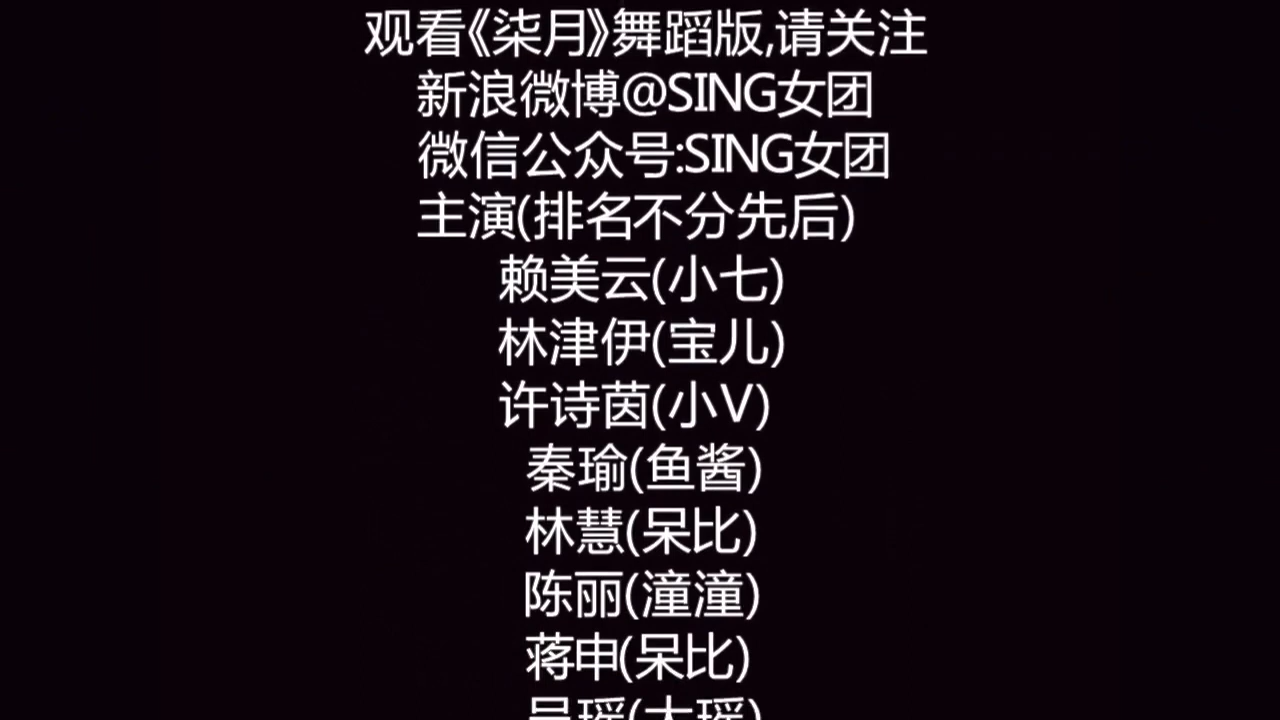 观看《柒月》舞蹈版,请关注
新浪微博@SING女团
微信公众号:SING女团
主演(排名不分先后)
赖美云(小七)
林津伊(宝儿)
许诗茵(小V)
秦瑜(鱼酱)
林慧(呆比)
陈丽(潼潼)
蒋申(呆比)